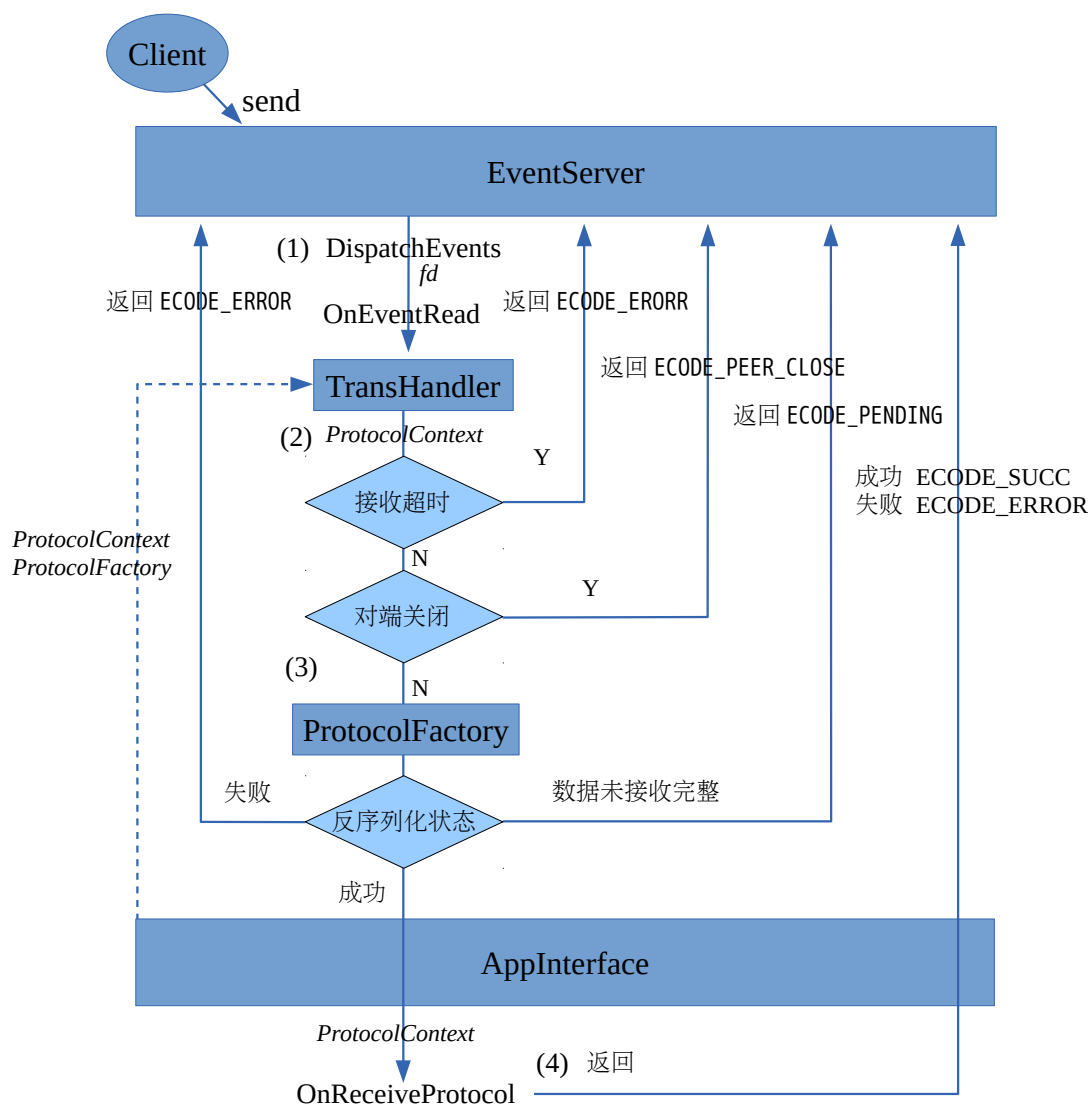 Client
send
EventServer
(1) DispatchEvents
fd
返回 ECODE_ERROR
返回 ECODE_ERORR
OnEventRead
返回 ECODE_PEER_CLOSE
TransHandler
返回 ECODE_PENDING
(2) ProtocolContext
Y
成功 ECODE_SUCC
接收超时
失败 ECODE_ERROR
ProtocolContext
ProtocolFactory
N
Y
对端关闭
(3)
N
ProtocolFactory
失败
数据未接收完整
反序列化状态
成功
AppInterface
ProtocolContext
(4) 返回
OnReceiveProtocol